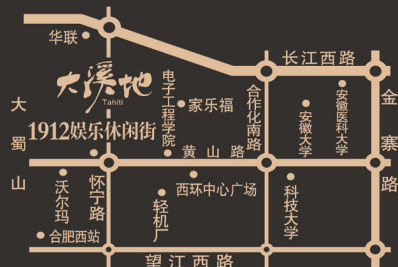 华联
长江西路
大溪地
Tahiti
1912娱乐休闲街
大蜀山
电子工程学院
家乐福
合作化南路
安徽大学
安徽医科大学
金寨路
黄山路
沃尔玛
怀宁路
西环中心广场
轻机厂
科技大学
合肥西站
望江西路